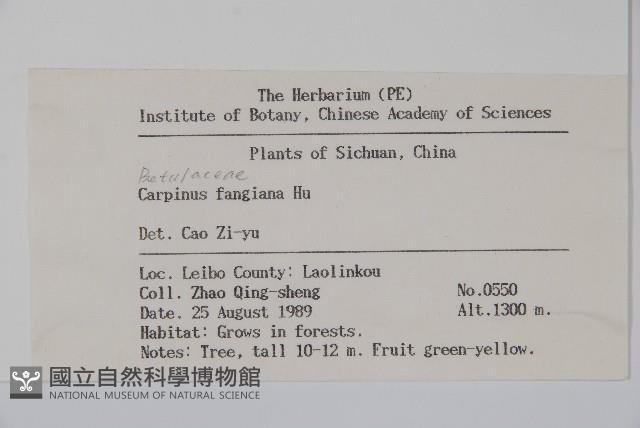 The Herbarium (PE)
Institute of Botany, Chinese Academy of Sciences
Plants of Sichuan, China
Betulaceae
Carpinus fangiana Hu
Det. Cao Zi-yu
Loc. Leibo County: Laolinkou
Coll. Zhao Qing-sheng No.0550
Date. 25 August 1989 Alt.1300 m.
Habitat: Grows in forests.
Notes: Tree, tall 10-12 m. Fruit green-yellow.
國立自然科學博物館
NATIONAL MUSEUM OF NATURAL SCIENCE